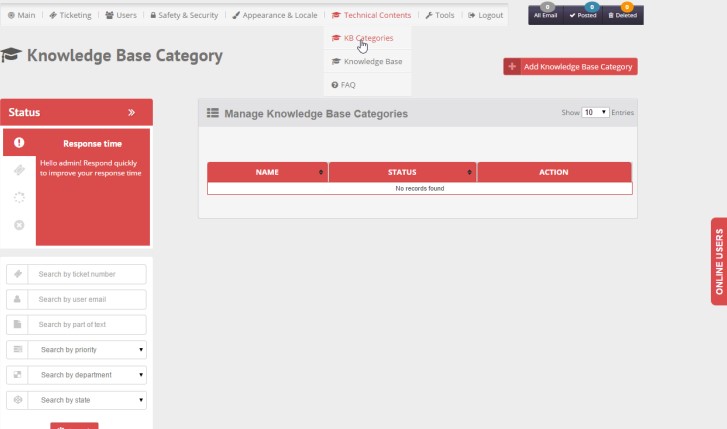 Main Ticketing Users Safety & Security Appearance & Locale Technical Contents Tools Logout
0 0 0
All Email Posted Deleted
KB Categories
Knowledge Base
FAQ
Knowledge Base Category
Add Knowledge Base Category
Status
Response time
Hello admin! Respond quickly
to improve your response time
Manage Knowledge Base Categories
Show 10 Entries
NAME STATUS ACTION
No records found
ONLINE USERS
Search by ticket number
Search by user email
Search by part of text
Search by priority
Search by department
Search by state